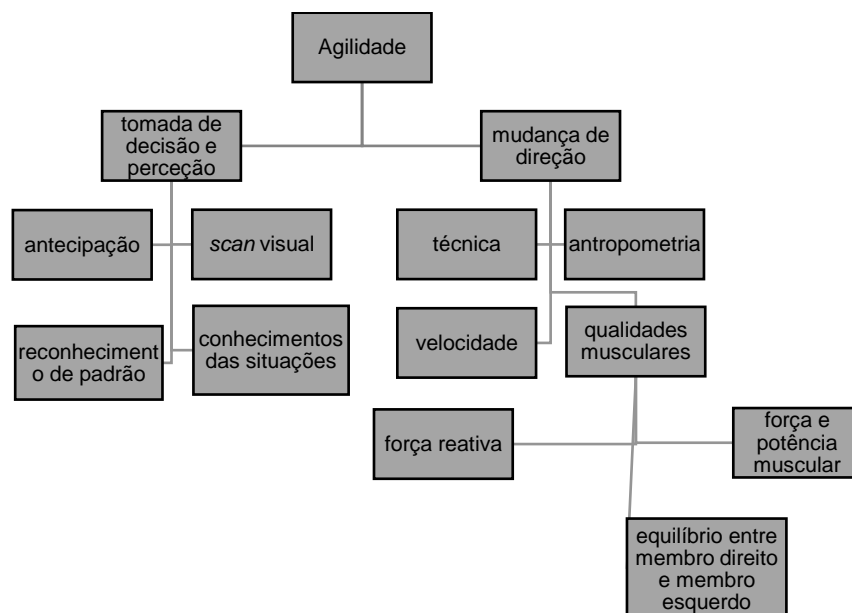 Agilidade
tomada de
decisão e
perceção
mudança de
direção
antecipação
scan visual
técnica
antropometria
reconheciment
o de padrão
conhecimentos
das situações
velocidade
qualidades
musculares
força reativa
força e
potência
muscular
equilíbrio entre
membro direito
e membro
esquerdo